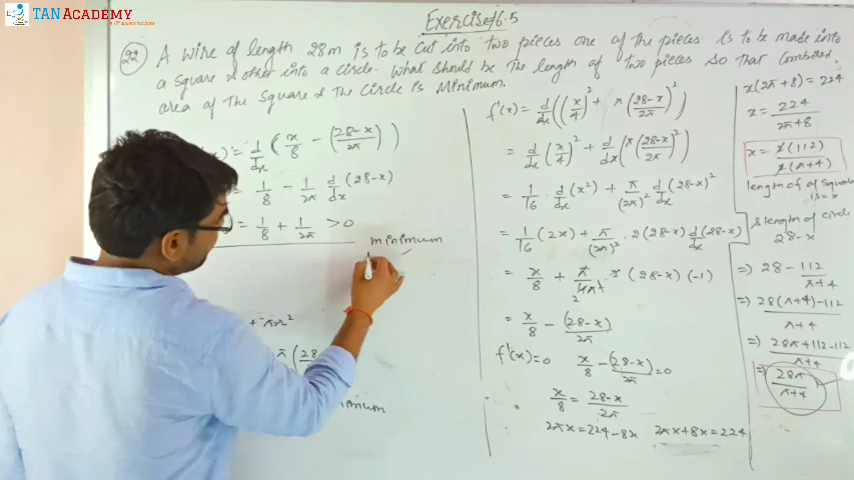 TAN ACADEMY
Exercise 6.5
22 A wire of length 28m is to be cut into two pieces one of the pieces is to be made into
a square & other into a circle. What should be the length of two pieces so that combined
area of The square & the circle is minimum.
= d/dx (x/8 - ((28-x)/2π))
= 1/8 - 1/2π d/dx (28-x)
= 1/8 + 1/2π > 0
minimum
+ πr²
f'(x) = d/dx ((x/4)² + π((28-x)/2π)²)
= d/dx (x/4)² + d/dx (π((28-x)/2π)²)
= 1/16 · d/dx (x²) + π/(2π)² d/dx (28-x)²
= 1/16 (2x) + π/(2π)² · 2(28-x) d/dx (28-x)
(28-x) (-1)
= x/8 - (28-x)/2π
f'(x)=0 x/8 - (28-x)/2π = 0
x/8 = 28-x/2π
2πx = 224-8x 2πx+8x = 224
x(2π+8) = 224
x = 224/2π+8
x = 2(112)/2(π+4)
length of of square
is = x
& length of circle
28-x
⇒ 28 - 112/π+4
⇒ 28(π+4)-112/π+4
⇒ 28π+112-112/π+4
⇒ 28π/π+4